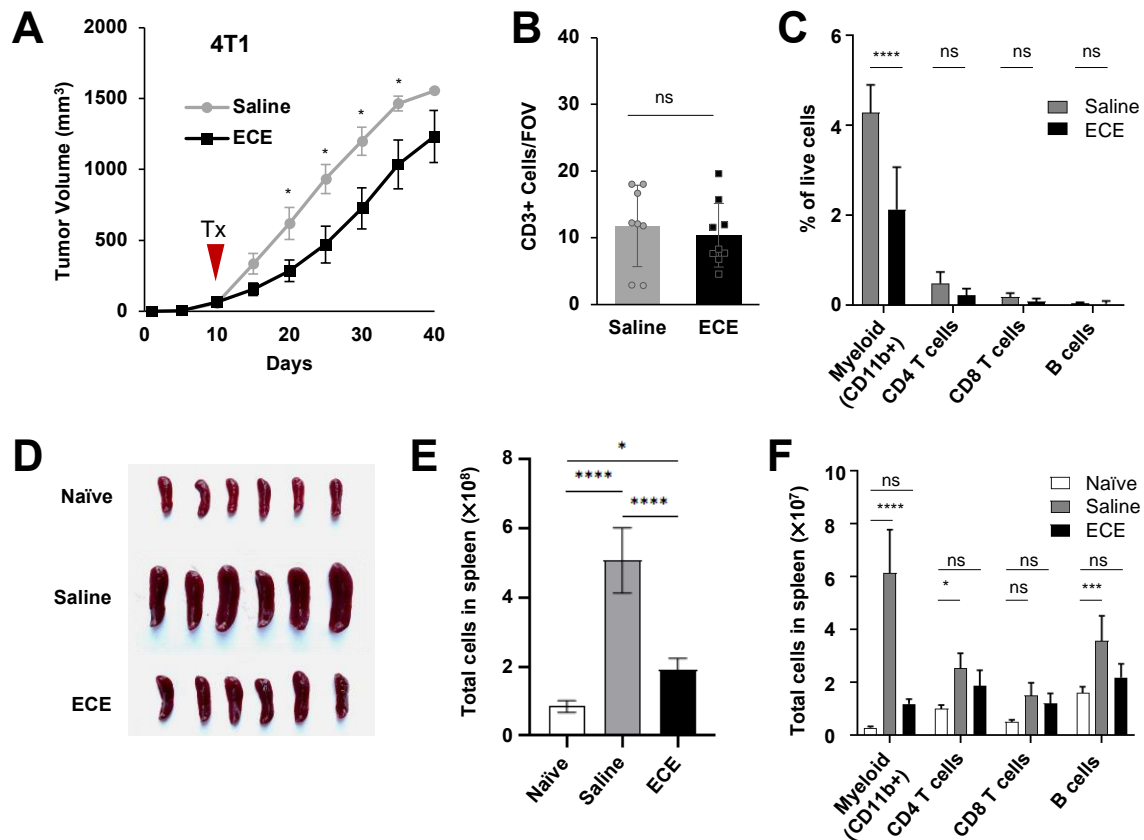 A
4T1
Tumor Volume (mm³)
2000
1500
1000
500
0
Saline
ECE
Tx
*
*
*
*
0
10
20
30
40
Days
B
CD3+ Cells/FOV
40
30
20
10
0
ns
Saline
ECE
C
% of live cells
6
4
2
0
****
ns
ns
ns
Saline
ECE
Myeloid
(CD11b+)
CD4 T cells
CD8 T cells
B cells
D
Naïve
Saline
ECE
E
Total cells in spleen (×10⁸)
8
6
4
2
0
*
****
****
Naïve
Saline
ECE
F
Total cells in spleen (×10⁷)
10
8
6
4
2
0
Naïve
Saline
ECE
ns
****
ns
*
ns
ns
ns
***
Myeloid
(CD11b+)
CD4 T cells
CD8 T cells
B cells